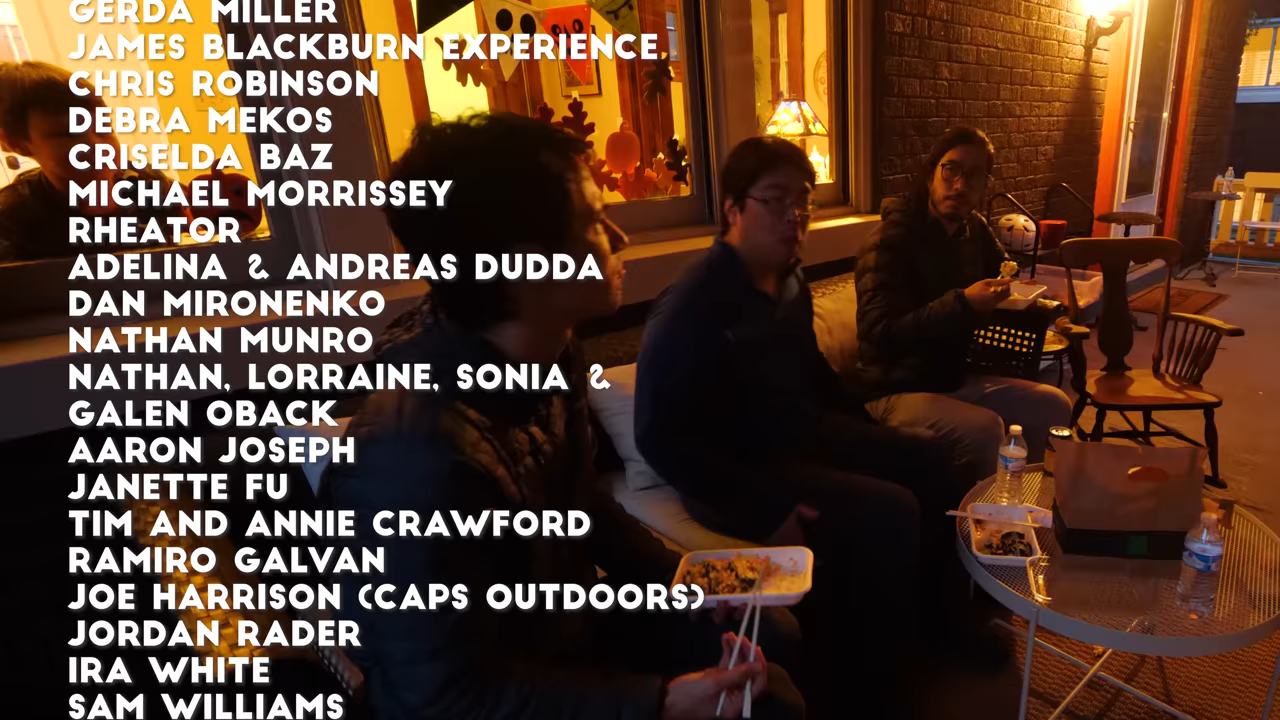 GERDA MILLER
JAMES BLACKBURN EXPERIENCE
CHRIS ROBINSON
DEBRA MEKOS
CRISELDA BAZ
MICHAEL MORRISSEY
RHEATOR
ADELINA & ANDREAS DUDDA
DAN MIRONENKO
NATHAN MUNRO
NATHAN, LORRAINE, SONIA &
GALEN OBACK
AARON JOSEPH
JANETTE FU
TIM AND ANNIE CRAWFORD
RAMIRO GALVAN
JOE HARRISON (CAPS OUTDOORS)
JORDAN RADER
IRA WHITE
SAM WILLIAMS